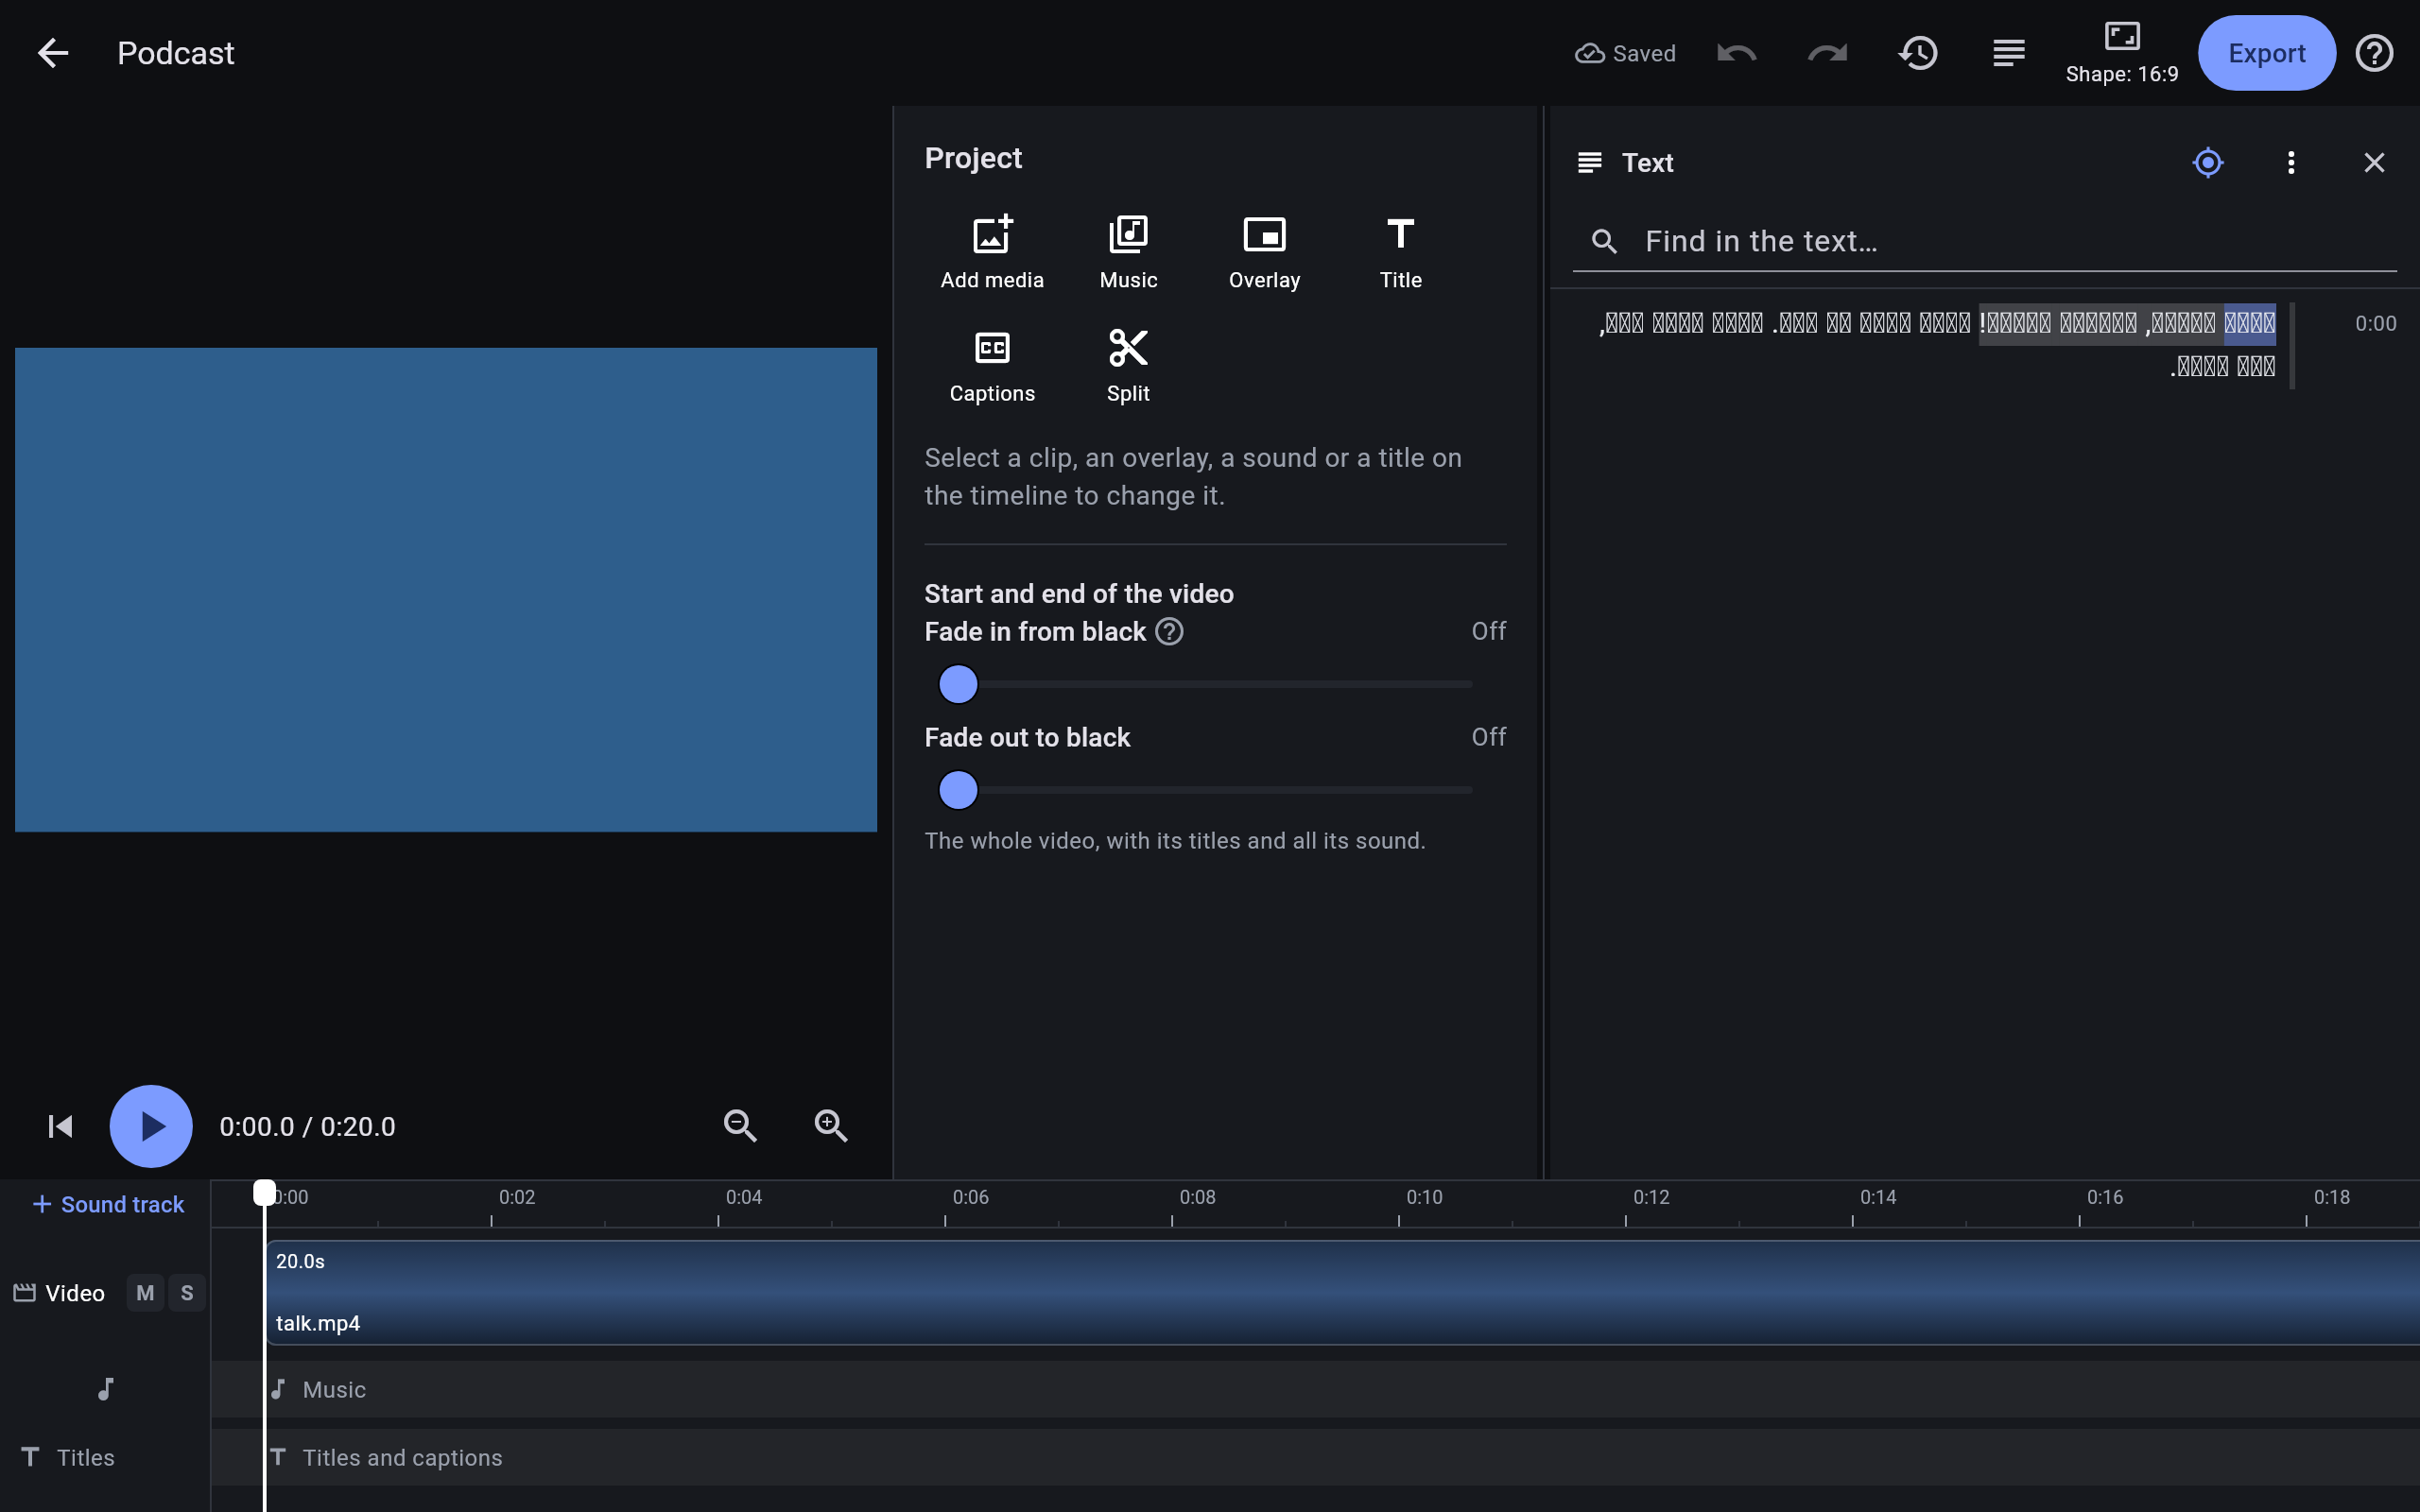 Podcast
Saved
Shape: 16:9
Export
Project
Add media
Music
Overlay
Title
Captions
Split
Select a clip, an overlay, a sound or a title on
the timeline to change it.
Start and end of the video
Fade in from black
Off
Fade out to black
Off
The whole video, with its titles and all its sound.
Text
Find in the text…
0:00
0:00.0 / 0:20.0
Sound track
0:00
0:02
0:04
0:06
0:08
0:10
0:12
0:14
0:16
0:18
Video
M
S
20.0s
talk.mp4
Music
Titles
Titles and captions